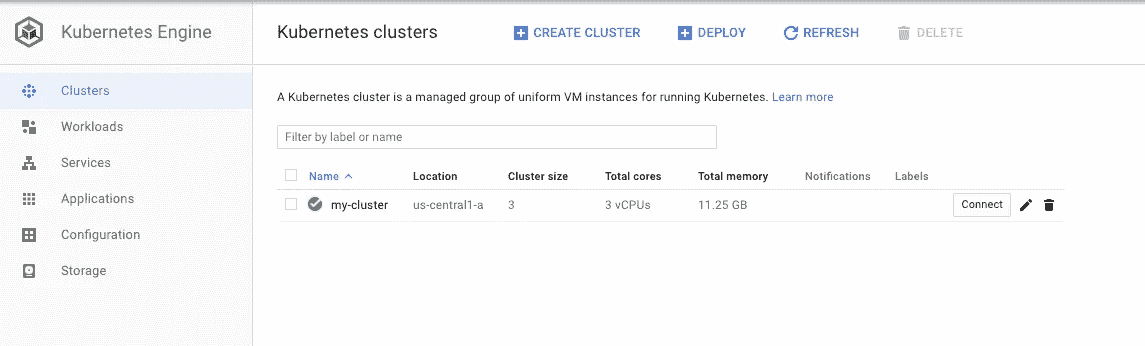 Kubernetes Engine
Kubernetes clusters CREATE CLUSTER DEPLOY REFRESH DELETE
Clusters
Workloads
Services
Applications
Configuration
Storage
A Kubernetes cluster is a managed group of uniform VM instances for running Kubernetes. Learn more
Filter by label or name
Name Location Cluster size Total cores Total memory Notifications Labels
my-cluster us-central1-a 3 3 vCPUs 11.25 GB Connect